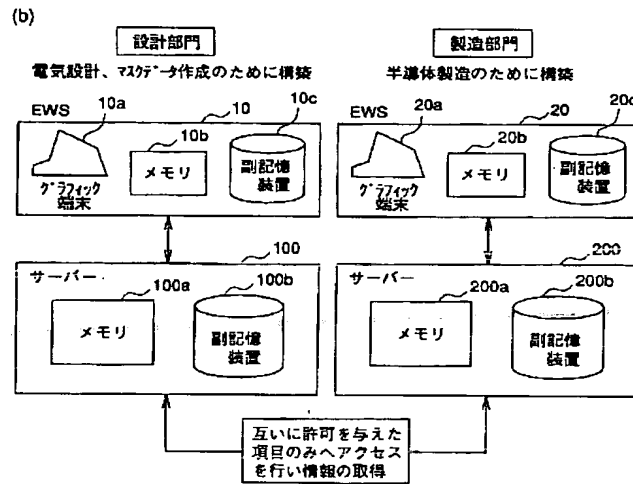 (b)
設計部門
製造部門
電気設計、マスクデータ作成のために構築
半導体製造のために構築
EWS
10a
10
10c
10b
メモリ
副記憶
装置
グラフィック
端末
EWS
20a
20
20c
20b
メモリ
副記憶
装置
グラフィック
端末
サーバー
100
100a
メモリ
100b
副記憶
装置
サーバー
200
200a
メモリ
200b
副記憶
装置
互いに許可を与えた
項目のみへアクセス
を行い情報の取得